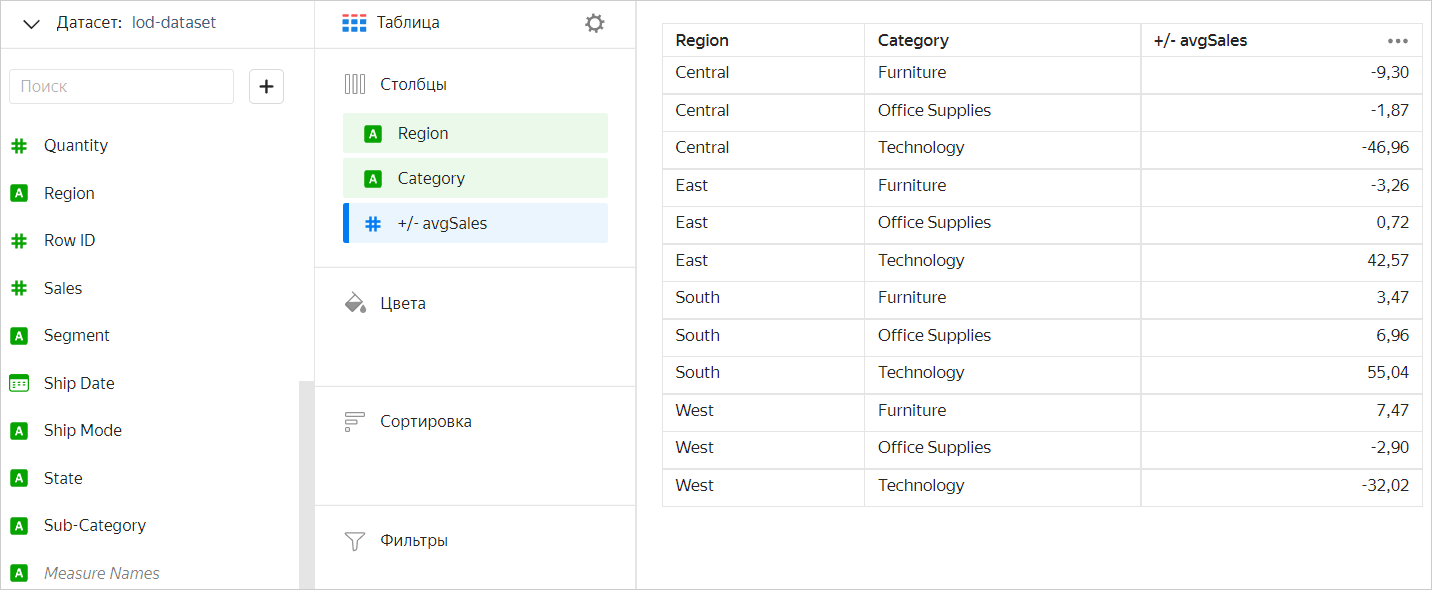 Датасет: lod-dataset
Поиск
+
Quantity
A Region
Row ID
Sales
A Segment
Ship Date
A Ship Mode
A State
A Sub-Category
A Measure Names
Таблица
Столбцы
A Region
A Category
+/- avgSales
Цвета
Сортировка
Фильтры
Region Category +/- avgSales
Central Furniture -9,30
Central Office Supplies -1,87
Central Technology -46,96
East Furniture -3,26
East Office Supplies 0,72
East Technology 42,57
South Furniture 3,47
South Office Supplies 6,96
South Technology 55,04
West Furniture 7,47
West Office Supplies -2,90
West Technology -32,02